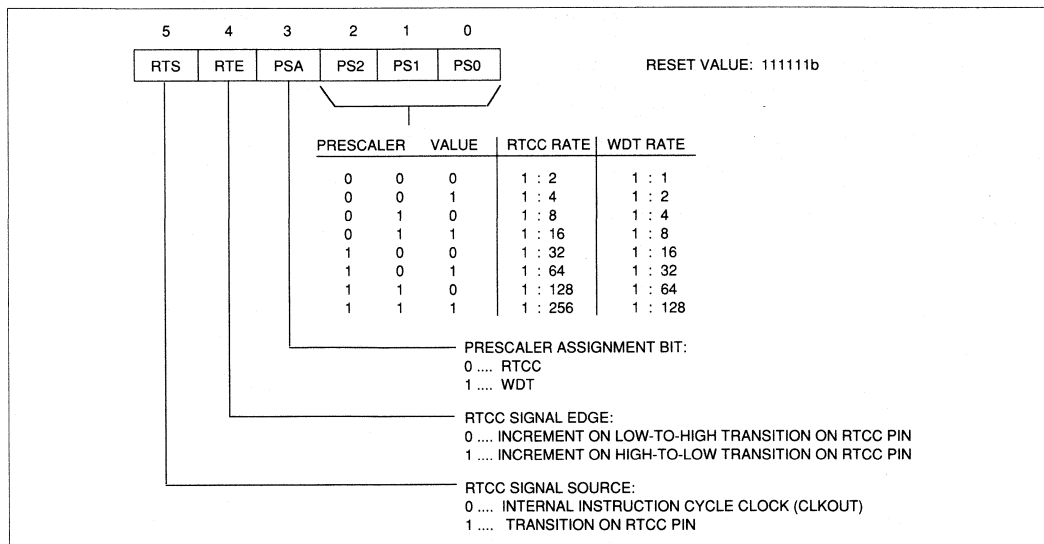 5 4 3 2 1 0
RTS RTE PSA PS2 PS1 PS0 RESET VALUE: 111111b
PRESCALER VALUE RTCC RATE WDT RATE
0 0 0 1 : 2 1 : 1
0 0 1 1 : 4 1 : 2
0 1 0 1 : 8 1 : 4
0 1 1 1 : 16 1 : 8
1 0 0 1 : 32 1 : 16
1 0 1 1 : 64 1 : 32
1 1 0 1 : 128 1 : 64
1 1 1 1 : 256 1 : 128
PRESCALER ASSIGNMENT BIT:
0 .... RTCC
1 .... WDT
RTCC SIGNAL EDGE:
0 .... INCREMENT ON LOW-TO-HIGH TRANSITION ON RTCC PIN
1 .... INCREMENT ON HIGH-TO-LOW TRANSITION ON RTCC PIN
RTCC SIGNAL SOURCE:
0 .... INTERNAL INSTRUCTION CYCLE CLOCK (CLKOUT)
1 .... TRANSITION ON RTCC PIN